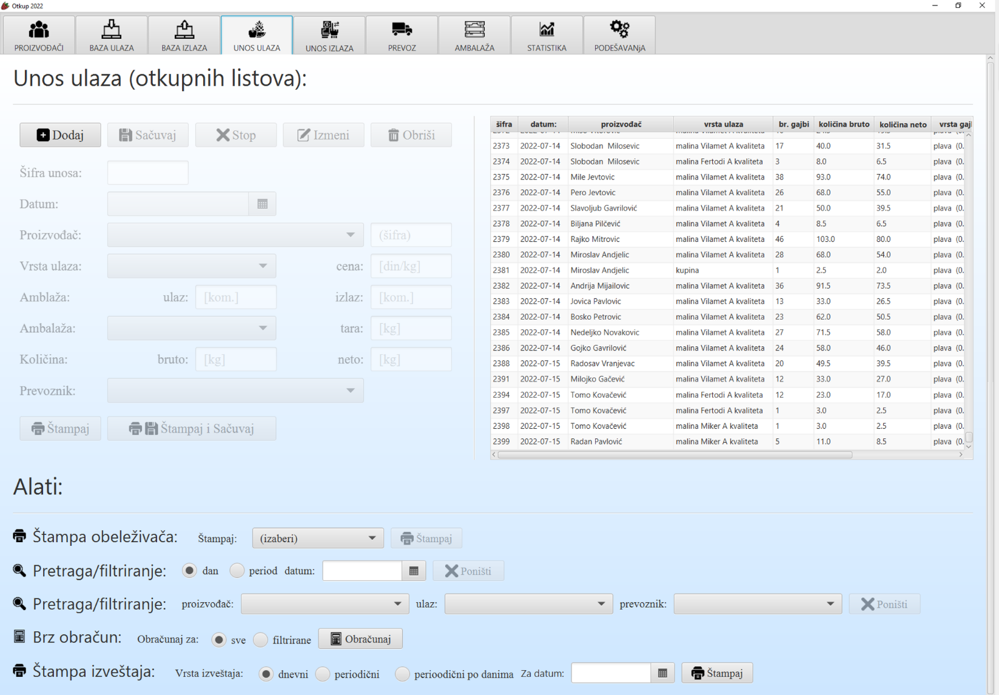 Otkup 2022
PROIZVOĐAČI BAZA ULAZA BAZA IZLAZA UNOS ULAZA UNOS IZLAZA PREVOZ AMBALAŽA STATISTIKA PODEŠAVANjA
Unos ulaza (otkupnih listova):
Dodaj Sačuvaj Stop Izmeni Obriši
Šifra unosa:
Datum:
Proizvođač: (šifra)
Vrsta ulaza: cena: [din/kg]
Amblaža: ulaz: [kom.] izlaz: [kom.]
Ambalaža: tara: [kg]
Količina: bruto: [kg] neto: [kg]
Prevoznik:
Štampaj Štampaj i Sačuvaj
šifra datum: proizvođač vrsta ulaza br. gajbi količina bruto količina neto vrsta gajl
2373 2022-07-14 Slobodan Milosevic malina Vilamet A kvaliteta 17 40.0 31.5 plava (0.
2374 2022-07-14 Slobodan Milosevic malina Fertodi A kvaliteta 3 8.0 6.5 plava (0.
2375 2022-07-14 Mile Jevtovic malina Vilamet A kvaliteta 38 93.0 74.0 plava (0.
2376 2022-07-14 Pero Jevtovic malina Vilamet A kvaliteta 26 68.0 55.0 plava (0.
2377 2022-07-14 Slavoljub Gavrilović malina Vilamet A kvaliteta 21 50.0 39.5 plava (0.
2378 2022-07-14 Biljana Pilčević malina Vilamet A kvaliteta 4 8.5 6.5 plava (0.
2379 2022-07-14 Rajko Mitrovic malina Vilamet A kvaliteta 46 103.0 80.0 plava (0.
2380 2022-07-14 Miroslav Andjelic malina Vilamet A kvaliteta 28 68.0 54.0 plava (0.
2381 2022-07-14 Miroslav Andjelic kupina 1 2.5 2.0 plava (0.
2382 2022-07-14 Andrija Mijailovic malina Vilamet A kvaliteta 36 91.5 73.5 plava (0.
2383 2022-07-14 Jovica Pavlovic malina Vilamet A kvaliteta 13 33.0 26.5 plava (0.
2384 2022-07-14 Bosko Petrovic malina Vilamet A kvaliteta 23 62.0 50.5 plava (0.
2385 2022-07-14 Nedeljko Novakovic malina Vilamet A kvaliteta 27 71.5 58.0 plava (0.
2386 2022-07-14 Gojko Gavrilović malina Vilamet A kvaliteta 24 58.0 46.0 plava (0.
2388 2022-07-15 Radosav Vranjevac malina Vilamet A kvaliteta 20 49.5 39.5 plava (0.
2391 2022-07-15 Milojko Gačević malina Vilamet A kvaliteta 12 33.0 27.0 plava (0.
2394 2022-07-15 Tomo Kovačević malina Fertodi A kvaliteta 12 23.0 17.0 plava (0.
2397 2022-07-15 Tomo Kovačević malina Fertodi A kvaliteta 1 3.0 2.5 plava (0.
2398 2022-07-15 Tomo Kovačević malina Miker A kvaliteta 1 3.0 2.5 plava (0.
2399 2022-07-15 Radan Pavlović malina Miker A kvaliteta 5 11.0 8.5 plava (0.
Alati:
Štampa obeleživača: Štampaj: (izaberi) Štampaj
Pretraga/filtriranje: dan period datum: Poništi
Pretraga/filtriranje: proizvođač: ulaz: prevoznik: Poništi
Brz obračun: Obračunaj za: sve filtrirane Obračunaj
Štampa izveštaja: Vrsta izveštaja: dnevni periodični perioodični po danima Za datum: Štampaj